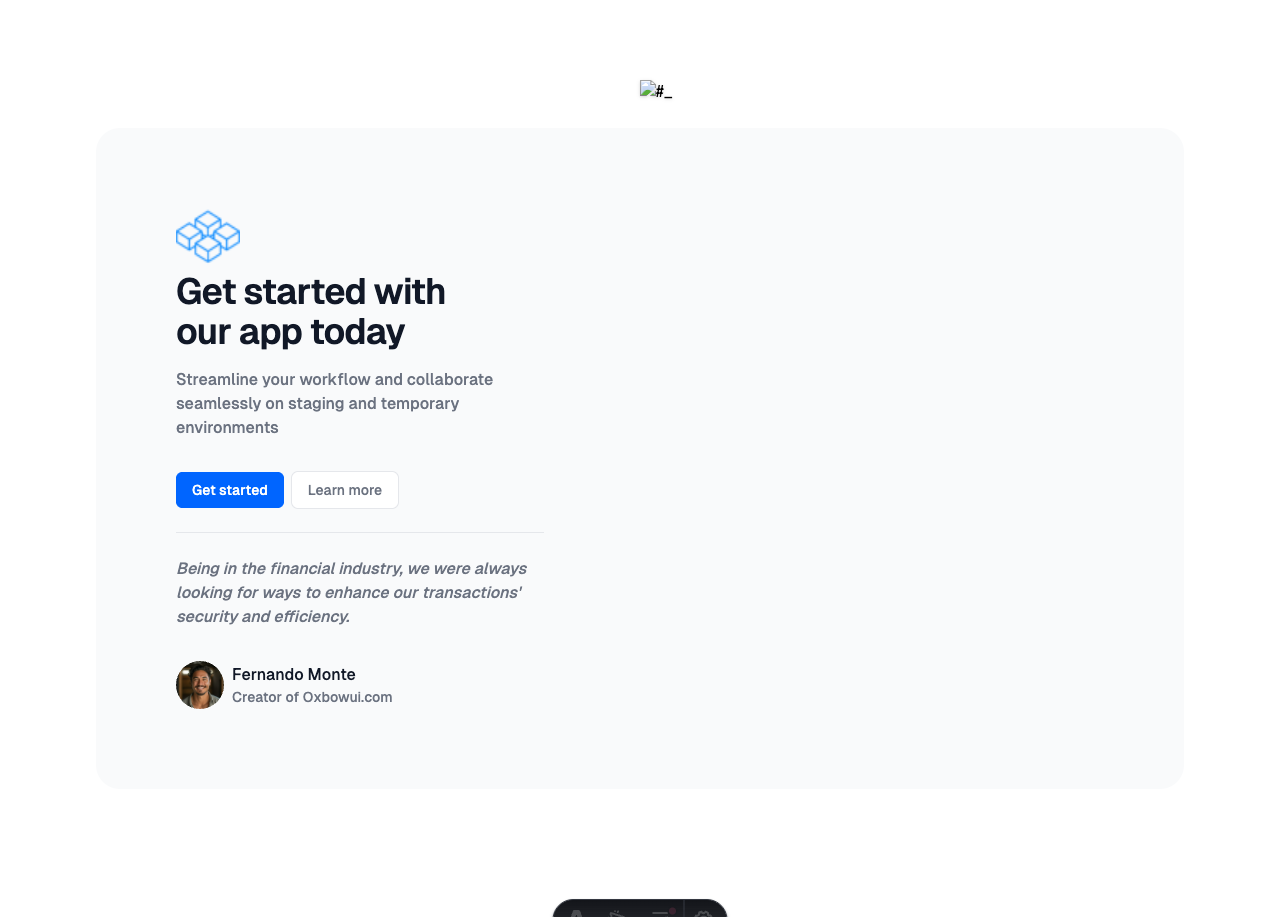 #_
Get started with
our app today
Streamline your workflow and collaborate
seamlessly on staging and temporary
environments
Get started
Learn more
Being in the financial industry, we were always
looking for ways to enhance our transactions'
security and efficiency.
Fernando Monte
Creator of Oxbowui.com